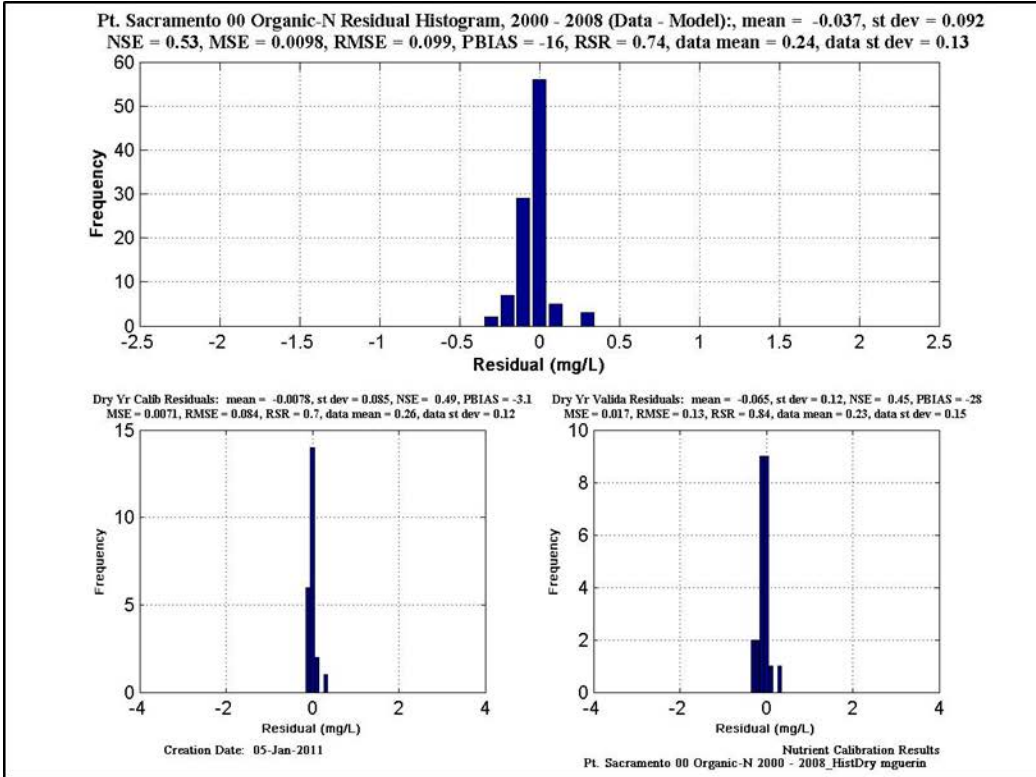 Pt. Sacramento 00 Organic-N Residual Histogram, 2000 - 2008 (Data - Model):, mean = -0.037, st dev = 0.092
NSE = 0.53, MSE = 0.0098, RMSE = 0.099, PBIAS = -16, RSR = 0.74, data mean = 0.24, data st dev = 0.13
60
50
40
30
20
10
0
Frequency
-2.5 -2 -1.5 -1 -0.5 0 0.5 1 1.5 2 2.5
Residual (mg/L)
Dry Yr Calib Residuals: mean = -0.0078, st dev = 0.085, NSE = 0.49, PBIAS = -3.1
MSE = 0.0071, RMSE = 0.084, RSR = 0.7, data mean = 0.26, data st dev = 0.12
15
10
5
0
Frequency
-4 -2 0 2 4
Residual (mg/L)
Creation Date: 05-Jan-2011
Dry Yr Valida Residuals: mean = -0.065, st dev = 0.12, NSE = 0.45, PBIAS = -28
MSE = 0.017, RMSE = 0.13, RSR = 0.84, data mean = 0.23, data st dev = 0.15
10
8
6
4
2
0
Frequency
-4 -2 0 2 4
Residual (mg/L)
Nutrient Calibration Results
Pt. Sacramento 00 Organic-N 2000 - 2008_HistDry mguerin